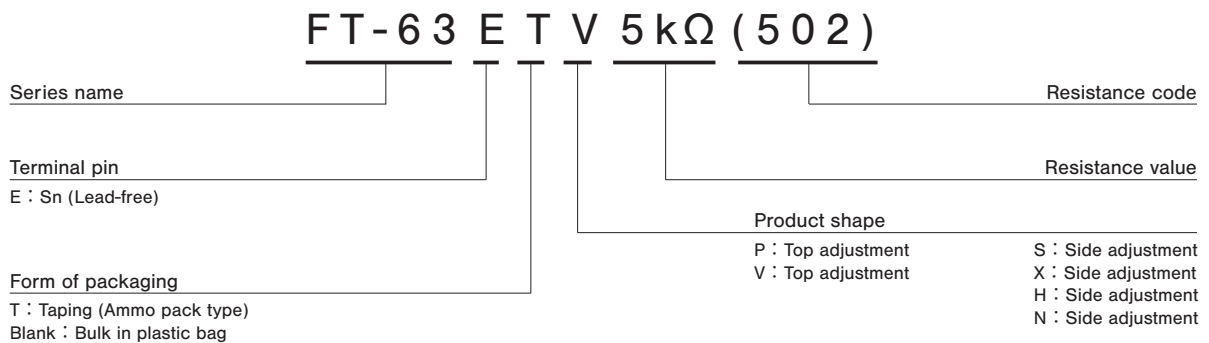 FT-63 E T V 5kΩ (502)
Series name
Resistance code
Terminal pin
E：Sn (Lead-free)
Resistance value
Product shape
P：Top adjustment
V：Top adjustment
S：Side adjustment
X：Side adjustment
H：Side adjustment
N：Side adjustment
Form of packaging
T：Taping (Ammo pack type)
Blank：Bulk in plastic bag